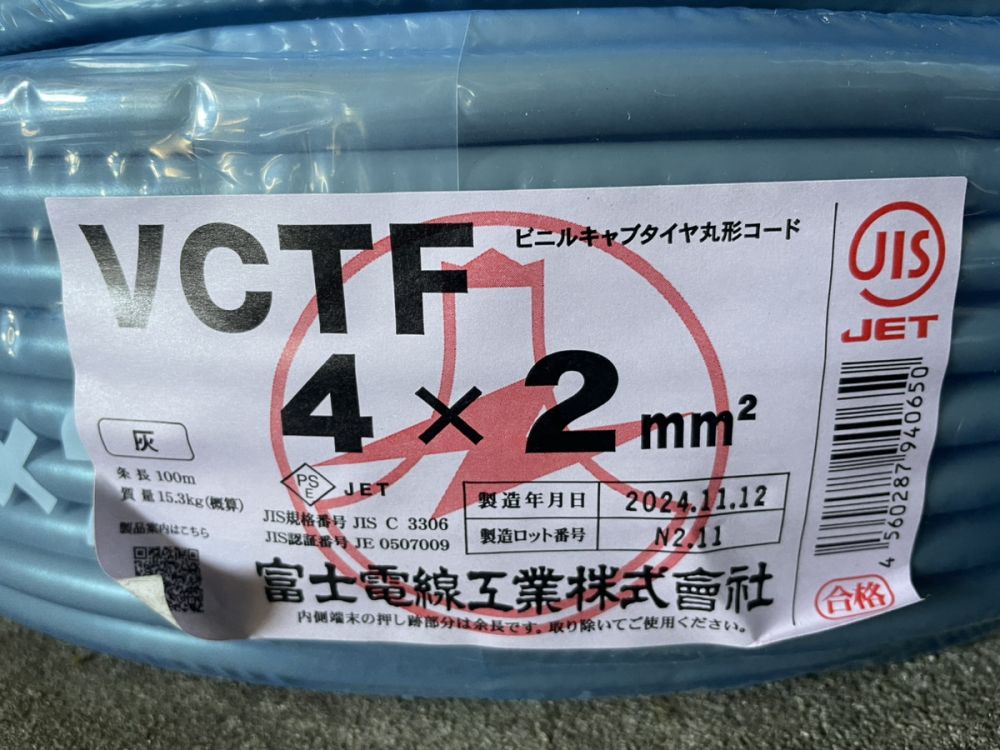 VCTF
ビニルキャブタイヤ丸形コード
4×2mm²
灰
条長 100m
質量 15.3kg(概算)
製品案内はこちら
PS
E
JET
JIS規格番号 JIS C 3306
JIS認証番号 JE 0507009
製造年月日 2024.11.12
製造ロット番号 N2.11
富士電線工業株式會社
内側端末の押し跡部分は余長です。取り除いてご使用ください。
JIS
JET
4 560287 940650
合格